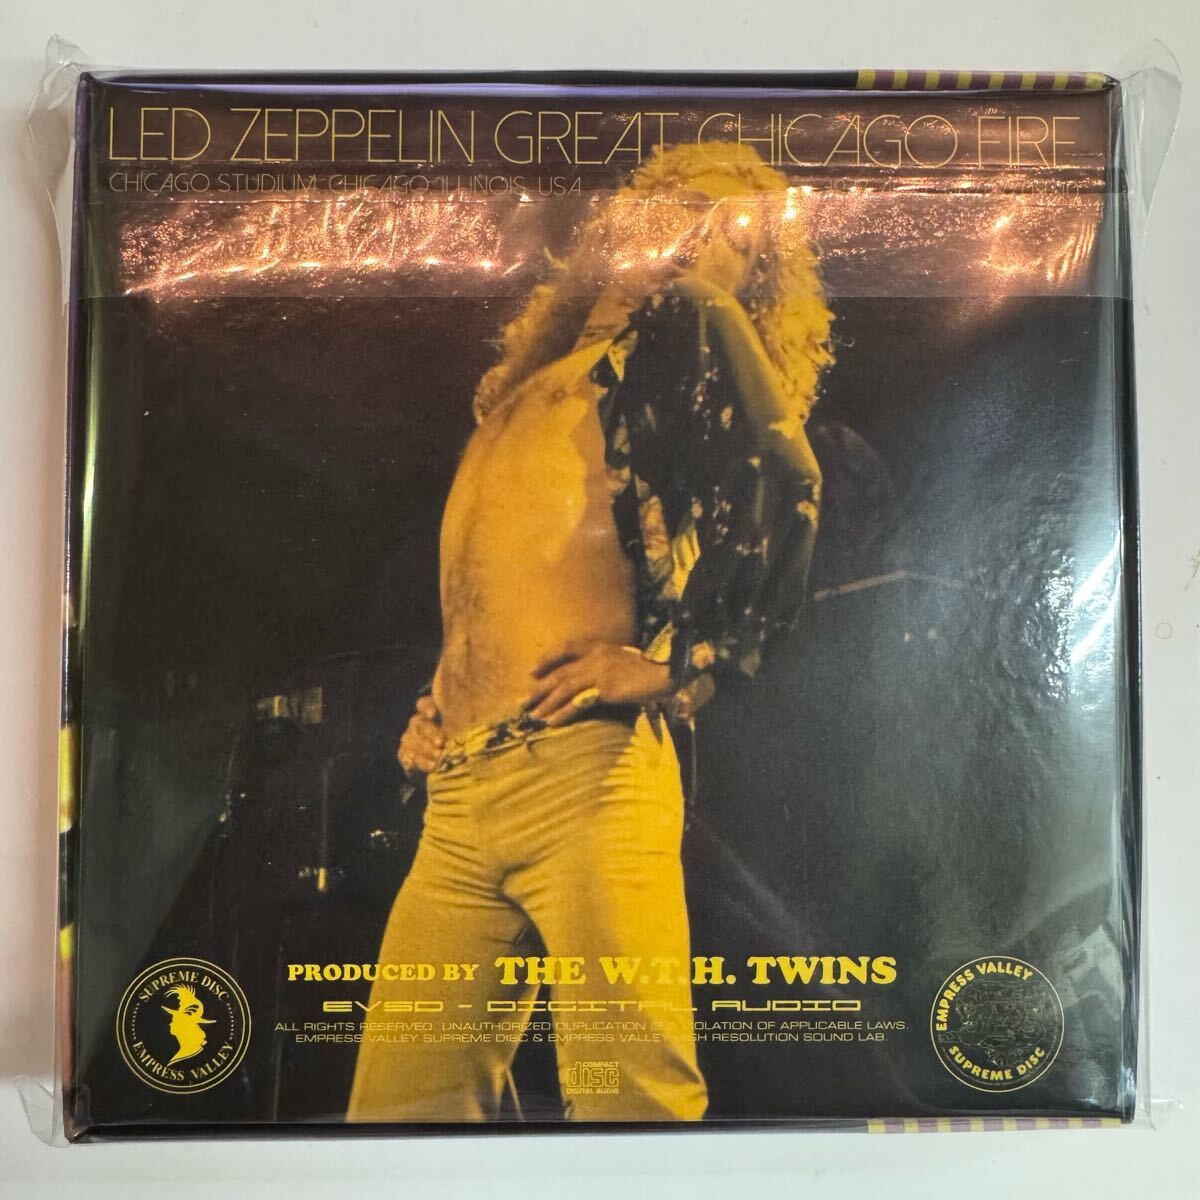 LED ZEPPELIN GREAT CHICAGO FIRE
CHICAGO STUDIUM, CHICAGO, ILLINOIS, USA
PRODUCED BY THE W.T.H. TWINS
EVSD - DIGITAL AUDIO
ALL RIGHTS RESERVED. UNAUTHORIZED DUPLICATION IS A VIOLATION OF APPLICABLE LAWS.
EMPRESS VALLEY SUPREME DISC & EMPRESS VALLEY HIGH RESOLUTION SOUND LAB.
SUPREME DISC
EMPRESS VALLEY
COMPACT
disc
DIGITAL AUDIO
EMPRESS VALLEY
SUPREME DISC